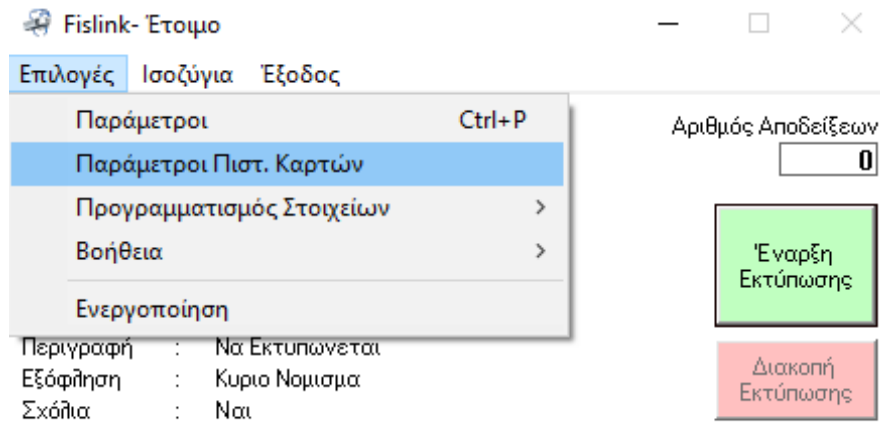 Fislink- Έτοιμο
Επιλογές Ισοζύγια Έξοδος
Παράμετροι Ctrl+P
Παράμετροι Πιστ. Καρτών
Προγραμματισμός Στοιχείων >
Βοήθεια >
Ενεργοποίηση
Αριθμός Αποδείξεων
0
Έναρξη
Εκτύπωσης
Περιγραφή : Να Εκτυπωνεται
Εξόφληση : Κυριο Νομισμα
Σχόλια : Ναι
Διακοπή
Εκτύπωσης